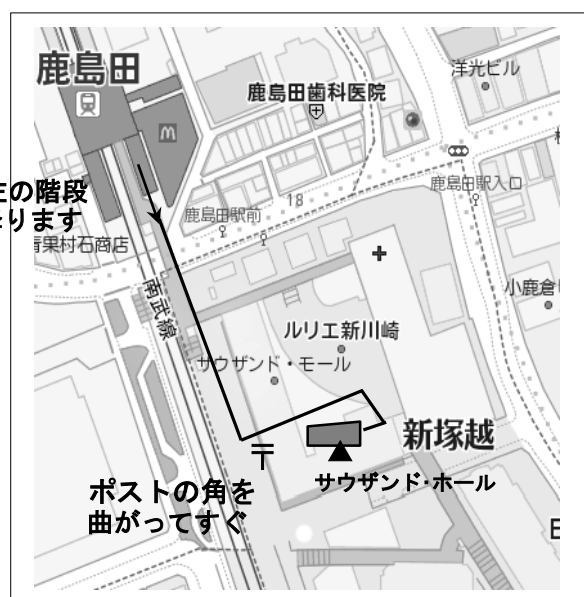 鹿島田
洋光ビル
鹿島田歯科医院
m
左の階段
ります
鹿島田駅前
18
鹿島田駅入口
青果村石商店
南武線
小鹿倉
ルリエ新川崎
サウザンド・モール
新塚越
〒
サウザンド・ホール
ポストの角を
曲がってすぐ